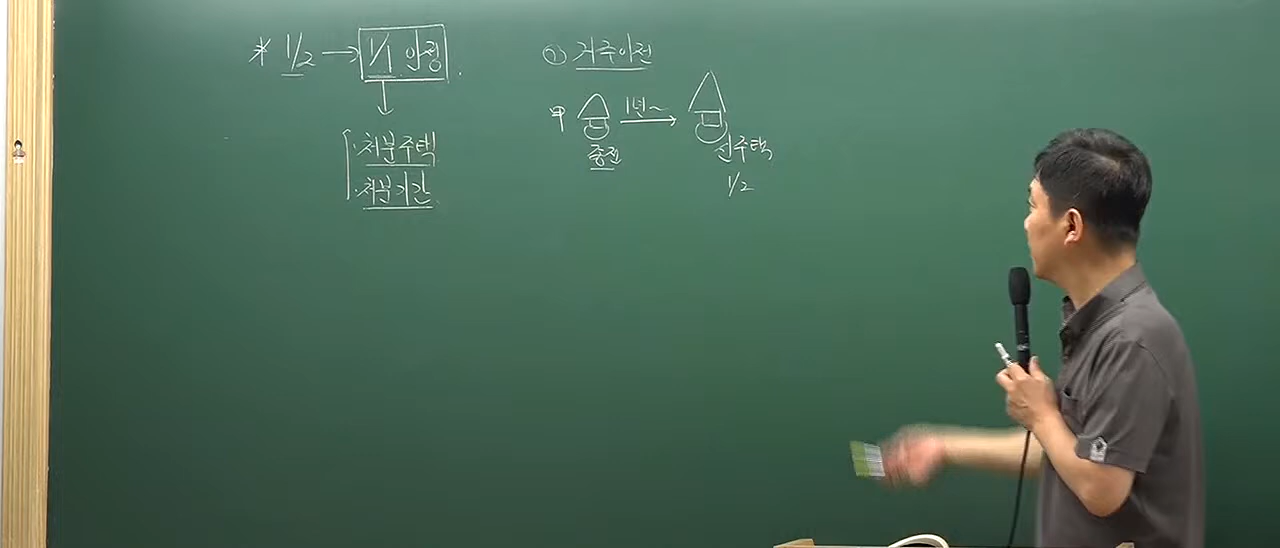 * 1/2 → 1/1 인정.
· 처분주택
· 처분기간
① 거주이전
甲 1년~ →
종전
신주택
1/2